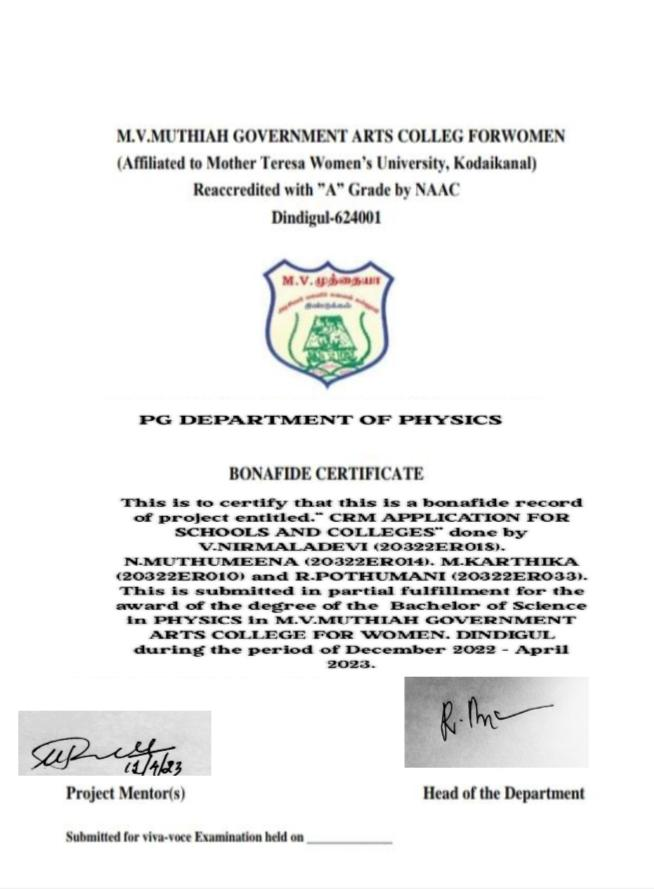 M.V.MUTHIAH GOVERNMENT ARTS COLLEG FORWOMEN
(Affiliated to Mother Teresa Women's University, Kodaikanal)
Reaccredited with "A" Grade by NAAC
Dindigul-624001
M.V.முத்தையா
திண்டுக்கல்
PG DEPARTMENT OF PHYSICS
BONAFIDE CERTIFICATE
This is to certify that this is a bonafide record
of project entitled." CRM APPLICATION FOR
SCHOOLS AND COLLEGES" done by
V.NIRMALADEVI (20322ER018).
N.MUTHUMEENA (20322ER014). M.KARTHIKA
(20322ER010) and R.POTHUMANI (20322ER033).
This is submitted in partial fulfillment for the
award of the degree of the Bachelor of Science
in PHYSICS in M.V.MUTHIAH GOVERNMENT
ARTS COLLEGE FOR WOMEN. DINDIGUL
during the period of December 2022 - April
2023.
11/4/23
Project Mentor(s)
Head of the Department
Submitted for viva-voce Examination held on ______________